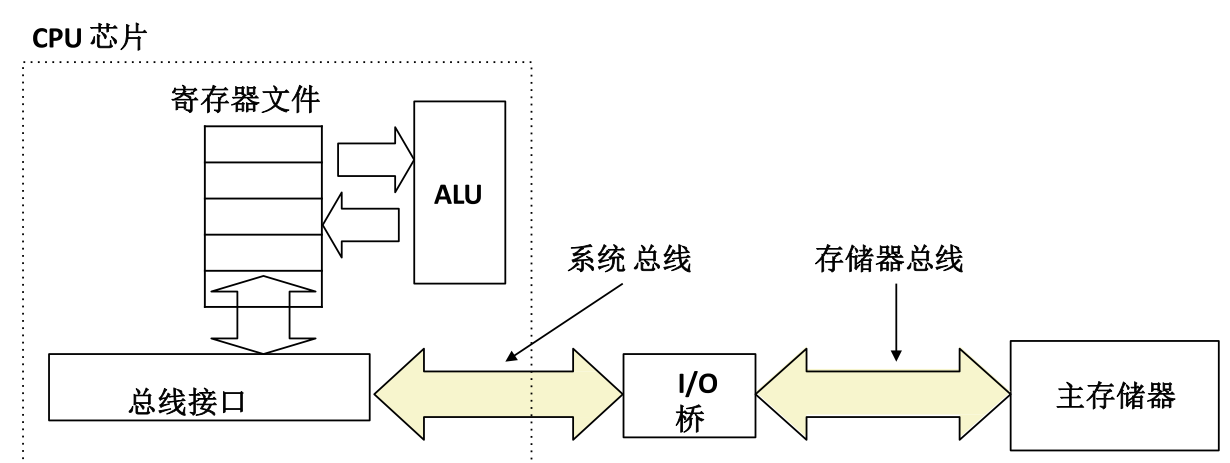 CPU 芯片
寄存器文件
ALU
系统 总线
存储器总线
总线接口
I/O
桥
主存储器